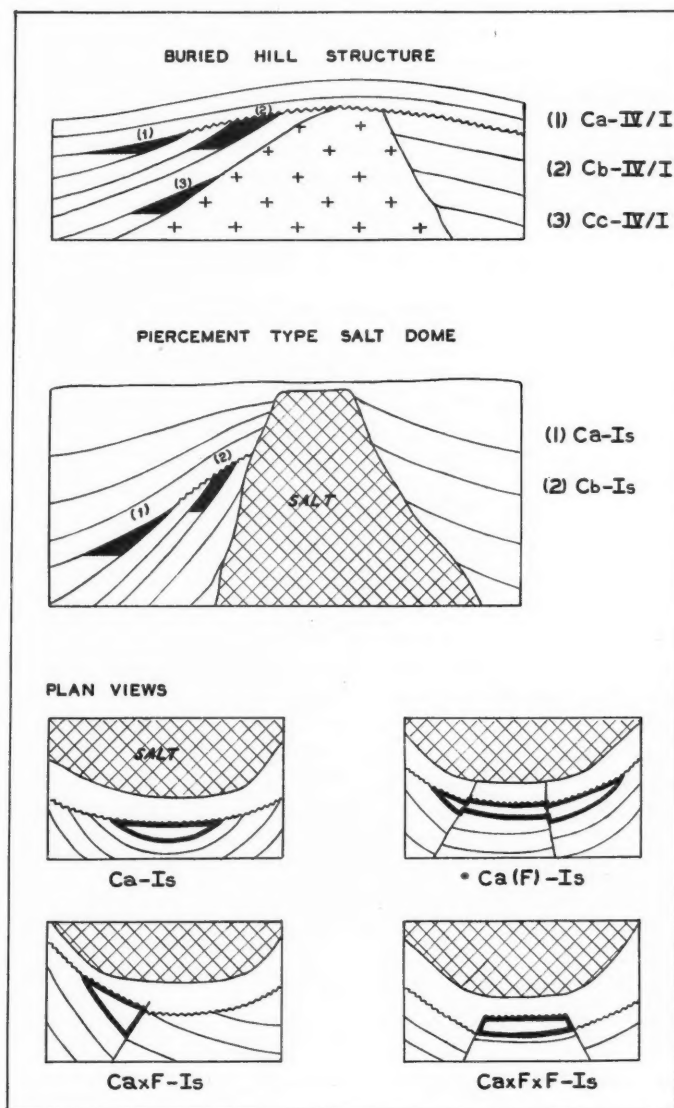 BURIED HILL STRUCTURE
(1)
(2)
(3)
(1) Ca-IV/I
(2) Cb-IV/I
(3) Cc-IV/I
PIERCEMENT TYPE SALT DOME
(1)
(2)
SALT
(1) Ca-Is
(2) Cb-Is
PLAN VIEWS
SALT
Ca-Is
• Ca(F)-Is
CaxF-Is
CaxFxF-Is